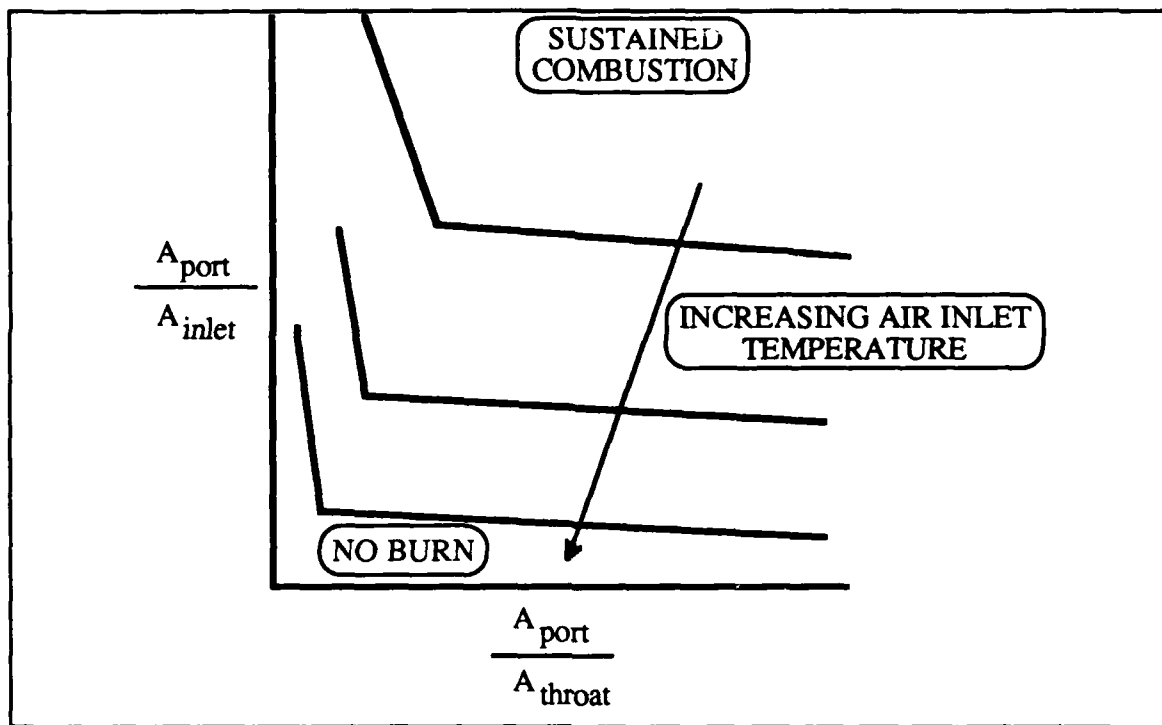 SUSTAINED
COMBUSTION
A port
A inlet
INCREASING AIR INLET
TEMPERATURE
NO BURN
A port
A throat